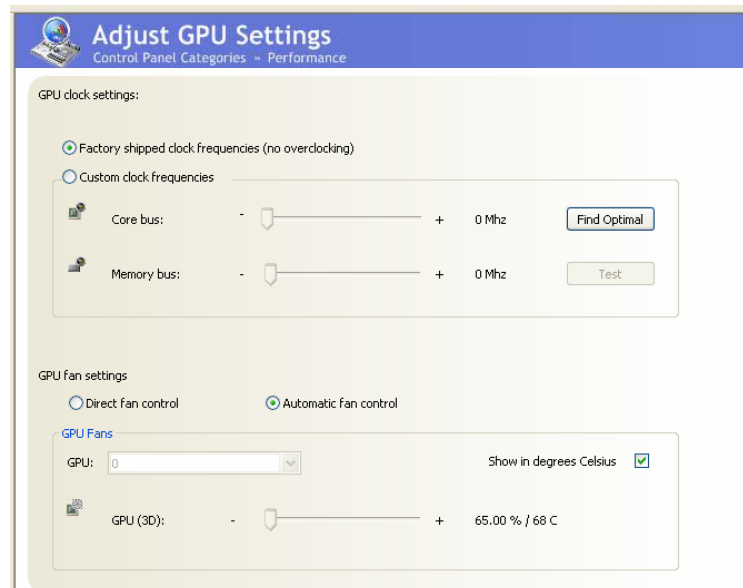 Adjust GPU Settings
Control Panel Categories » Performance
GPU clock settings:
Factory shipped clock frequencies (no overclocking)
Custom clock frequencies
Core bus: - + 0 Mhz Find Optimal
Memory bus: - + 0 Mhz Test
GPU fan settings
Direct fan control Automatic fan control
GPU Fans
GPU: 0 Show in degrees Celsius
GPU (3D): - + 65.00 % / 68 C